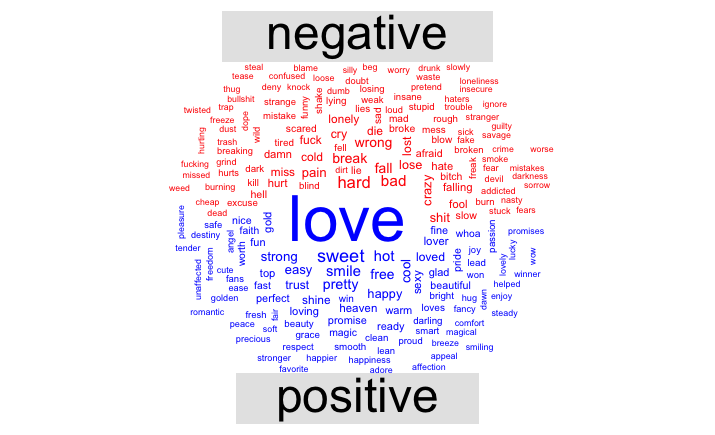 negative
steal blame silly beg worry drunk slowly
tease confused loose doubt waste loneliness
thug deny knock dumb losing pretend insecure
bullshit strange funny shake lying weak insane haters
twisted trap mistake lies sad loud stupid trouble ignore
freeze dope lonely mad rough stranger
hurting dust wild scared cry die broke mess sick guilty
trash tired fuck fell wrong lost blow fake savage
breaking damn cold break afraid broken crime worse
fucking grind dark miss pain dirt lie fall lose hate freak smoke
missed hurts bitch fear mistakes
weed burning kill hurt blind hard bad crazy falling devil darkness
hell addicted sorrow
cheap excuse fool burn nasty
dead shit slow stuck fears
love
pleasure safe nice gold fine passion promises
destiny angel faith whoa lucky
tender worth fun lover joy wow
unaffected freedom strong sweet hot cool loved pride lead lovely
cute top easy smile free sexy glad won winner
fans
ease fast trust pretty beautiful helped
golden perfect shine win happy bright hug dawn enjoy
romantic fresh fair loving heaven warm loves fancy steady
peace soft beauty promise ready darling comfort
precious grace magic clean smart magical
respect smooth lean proud breeze smiling
stronger happier happiness appeal
favorite adore affection
positive